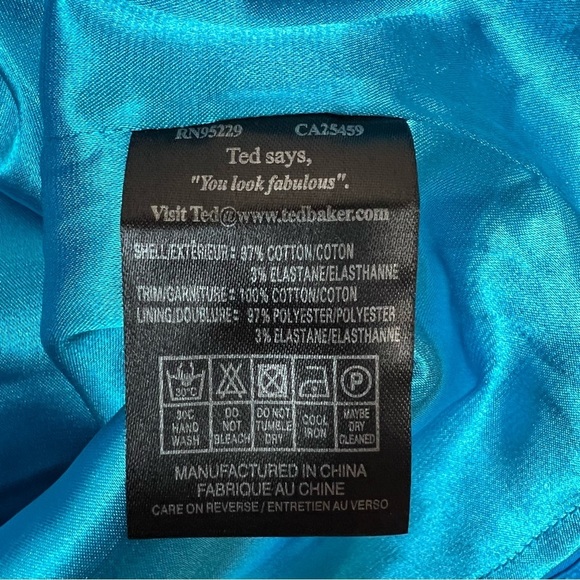 RN95229 CA25459
Ted says,
"You look fabulous".
Visit Ted@www.tedbaker.com
SHELL/EXTÉRIEUR: 97% COTTON/COTON
3% ELASTANE/ELASTHANNE
TRIM/GARNITURE: 100% COTTON/COTON
LINING/DOUBLURE: 97% POLYESTER/POLYESTER
3% ELASTANE/ELASTHANNE
30°C P
30C HAND WASH DO NOT BLEACH DO NOT TUMBLE DRY COOL IRON MAYBE DRY CLEANED
MANUFACTURED IN CHINA
FABRIQUE AU CHINE
CARE ON REVERSE / ENTRETIEN AU VERSO